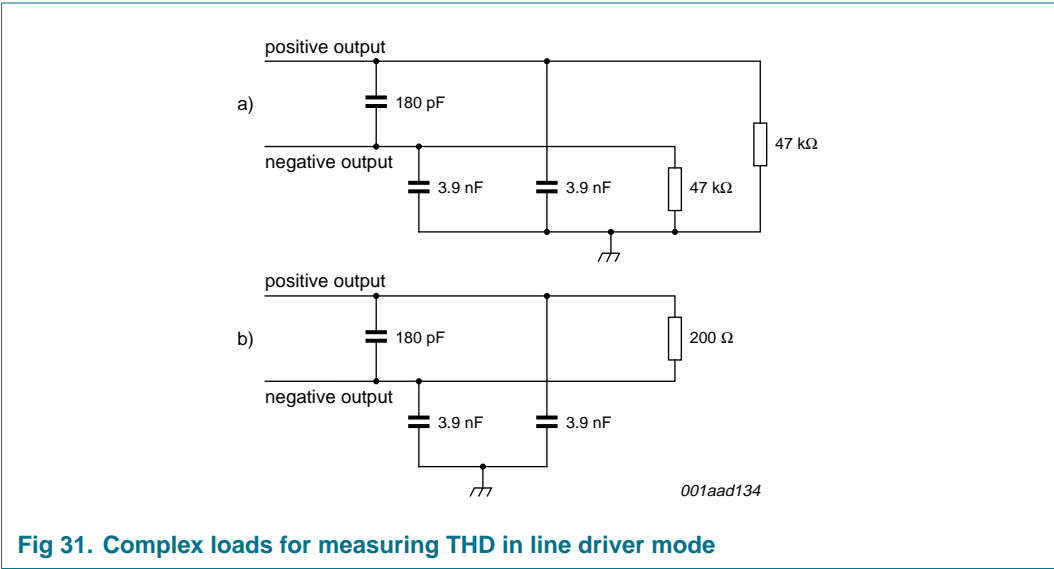 positive output
a)
180 pF
47 kΩ
negative output
3.9 nF
3.9 nF
47 kΩ
positive output
b)
180 pF
200 Ω
negative output
3.9 nF
3.9 nF
001aad134
Fig 31. Complex loads for measuring THD in line driver mode